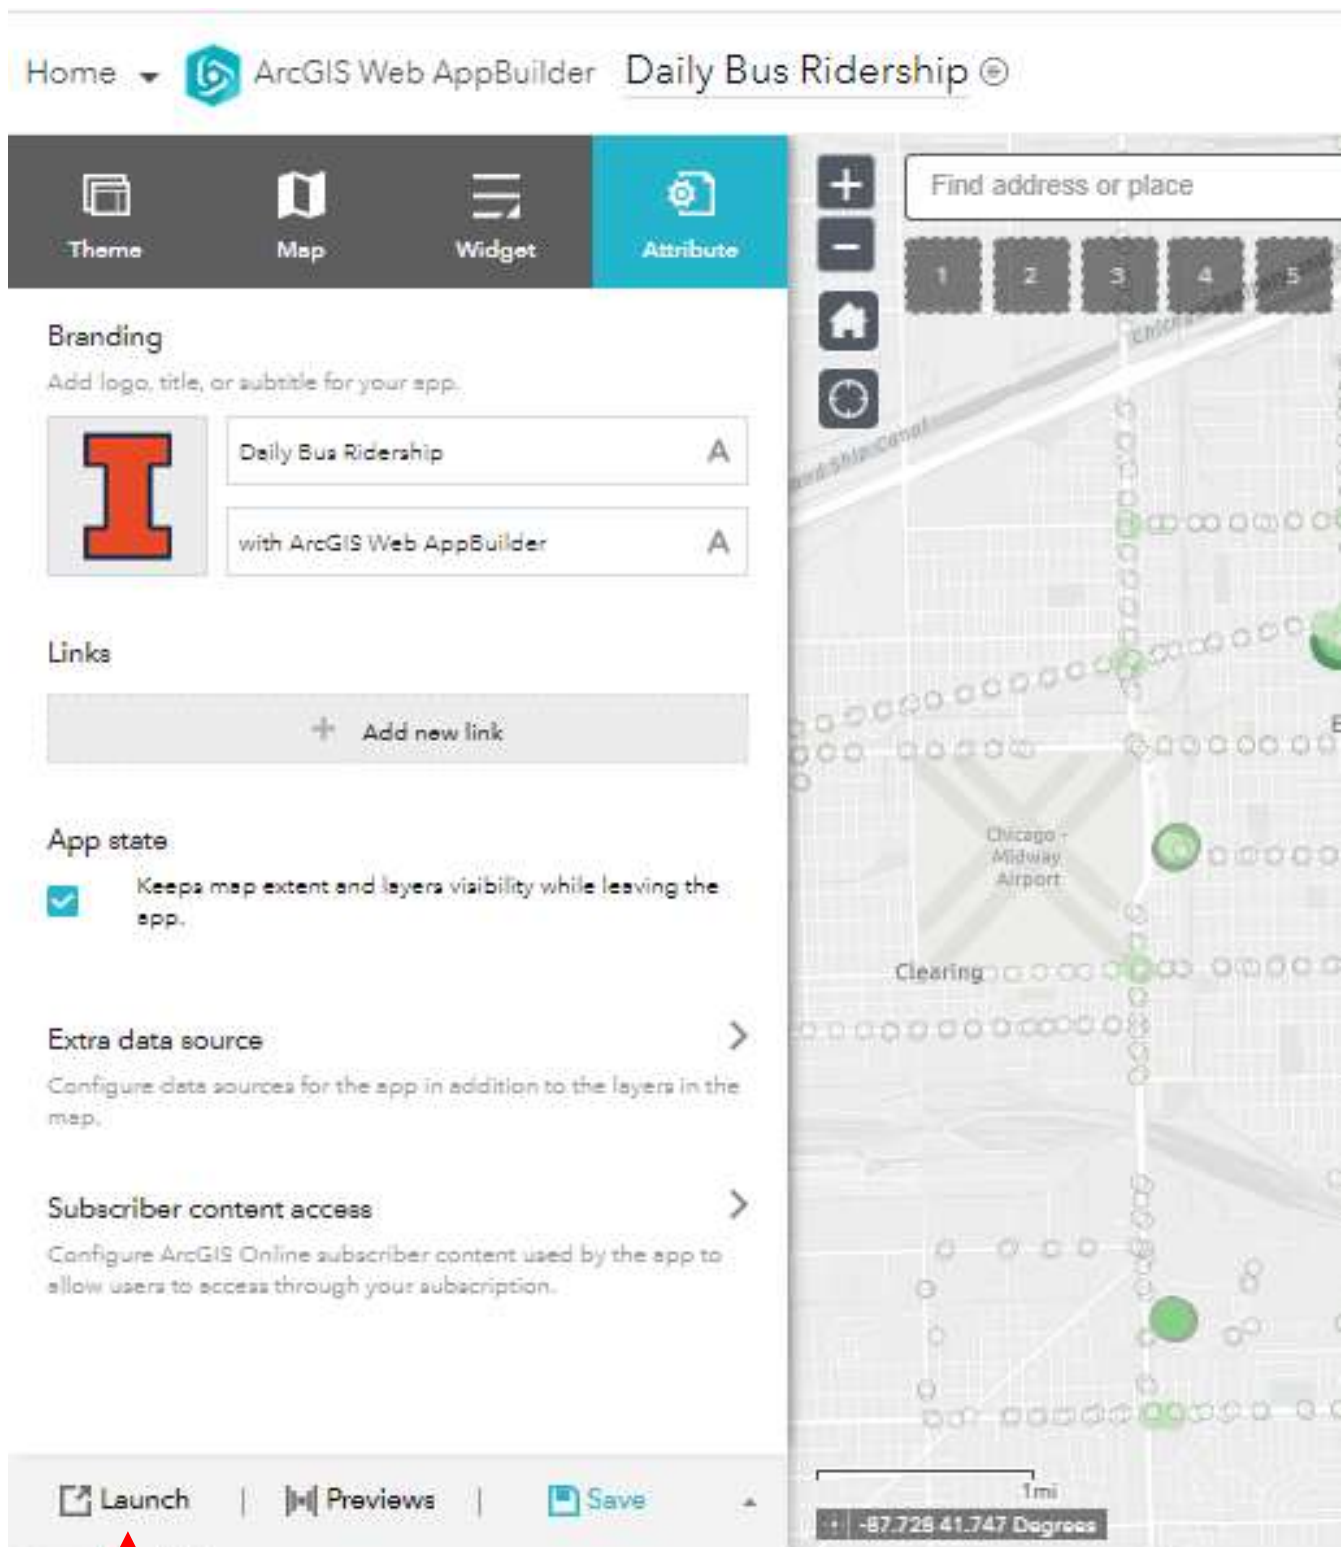 Home
ArcGIS Web AppBuilder
Daily Bus Ridership
Theme
Map
Widget
Attribute
Find address or place
1
2
3
4
5
Branding
Add logo, title, or subtitle for your app.
Daily Bus Ridership
A
with ArcGIS Web AppBuilder
A
Links
+ Add new link
App state
Keeps map extent and layers visibility while leaving the
app.
Extra data source
Configure data sources for the app in addition to the layers in the
map.
Subscriber content access
Configure ArcGIS Online subscriber content used by the app to
allow users to access through your subscription.
Launch
|
Previews
|
Save
and Ship Canal
Chicago -
Midway
Airport
Clearing
1mi
-87.728 41.747 Degrees